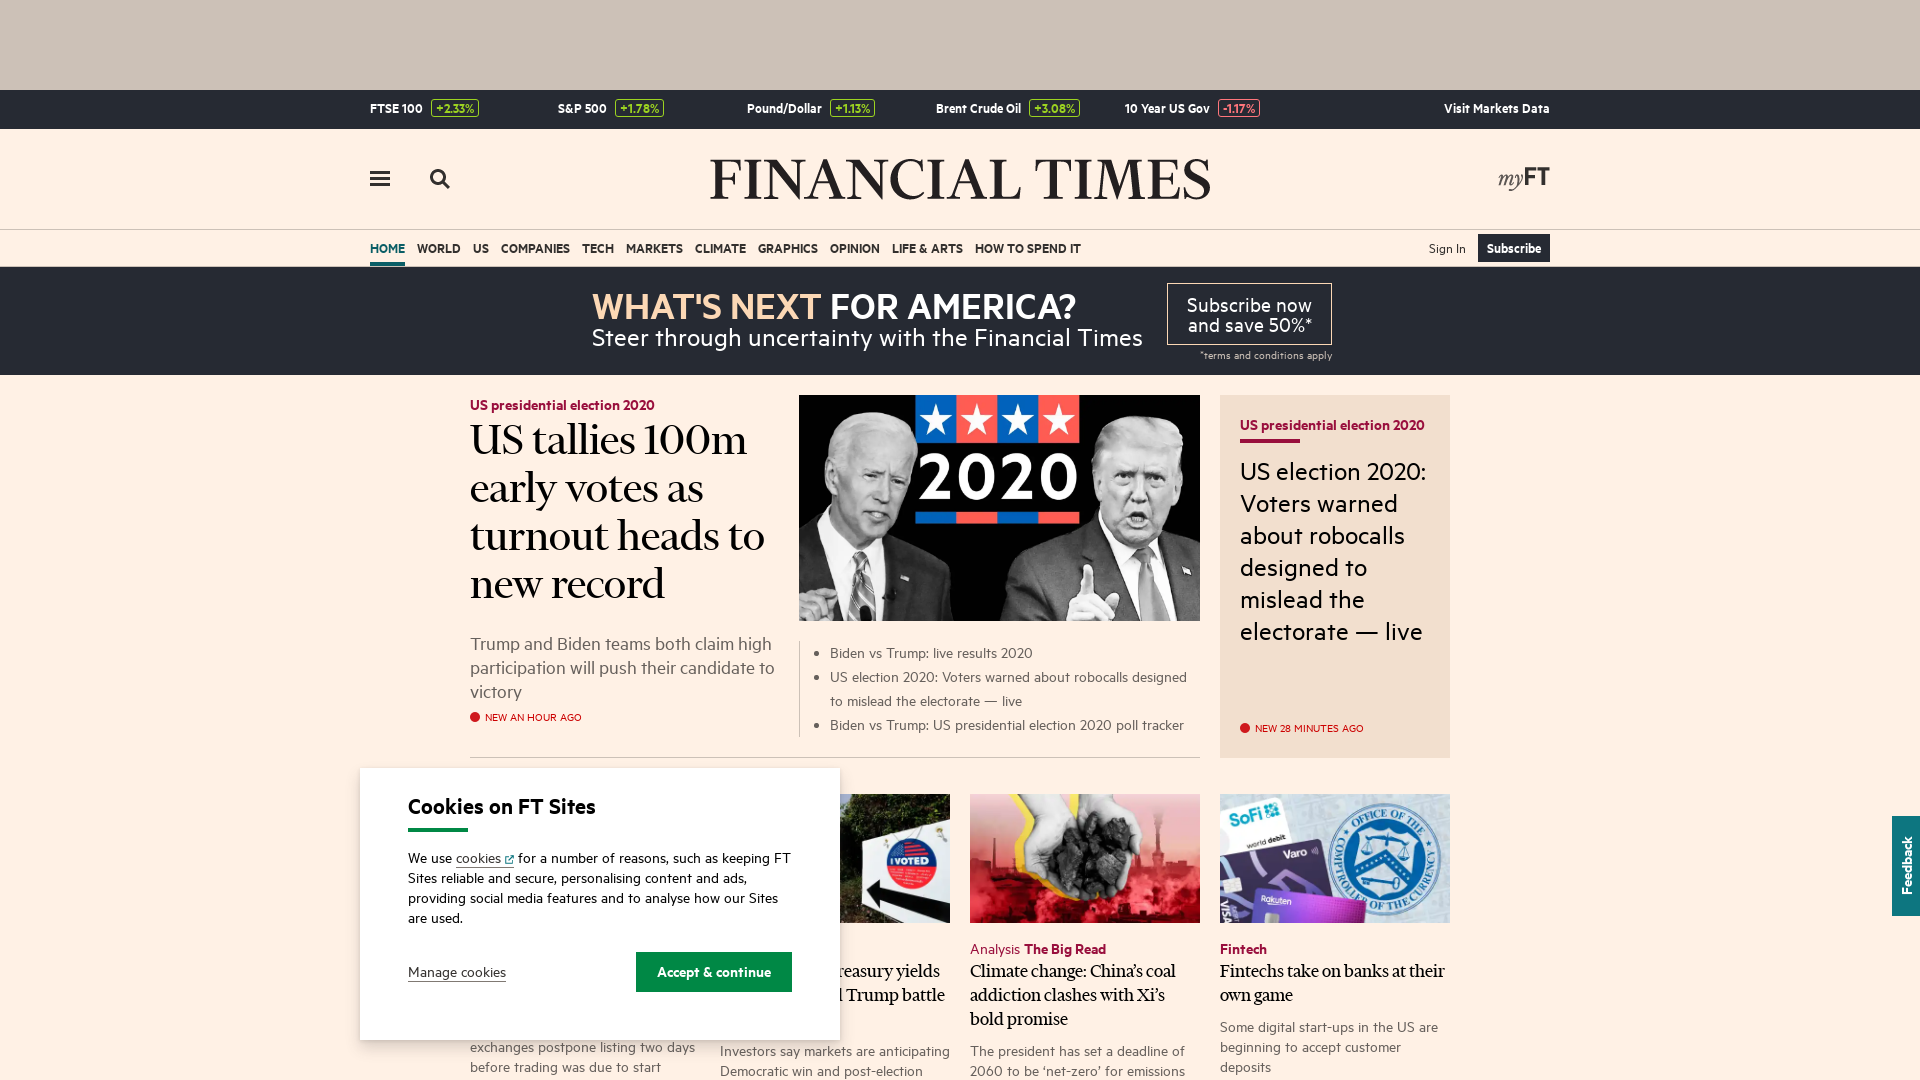 FTSE 100 +2.33% S&P 500 +1.78% Pound/Dollar +1.13% Brent Crude Oil +3.08% 10 Year US Gov -1.17% Visit Markets Data
FINANCIAL TIMES
myFT
HOME WORLD US COMPANIES TECH MARKETS CLIMATE GRAPHICS OPINION LIFE & ARTS HOW TO SPEND IT Sign In Subscribe
WHAT'S NEXT FOR AMERICA?
Steer through uncertainty with the Financial Times
Subscribe now
and save 50%*
*terms and conditions apply
US presidential election 2020
US tallies 100m
early votes as
turnout heads to
new record
Trump and Biden teams both claim high
participation will push their candidate to
victory
NEW AN HOUR AGO
2020
Biden vs Trump: live results 2020
US election 2020: Voters warned about robocalls designed
to mislead the electorate — live
Biden vs Trump: US presidential election 2020 poll tracker
US presidential election 2020
US election 2020:
Voters warned
about robocalls
designed to
mislead the
electorate — live
NEW 28 MINUTES AGO
Cookies on FT Sites
We use cookies for a number of reasons, such as keeping FT
Sites reliable and secure, personalising content and ads,
providing social media features and to analyse how our Sites
are used.
Manage cookies
Accept & continue
exchanges postpone listing two days
before trading was due to start
I VOTED
yields
Trump battle
Investors say markets are anticipating
Democratic win and post-election
Analysis The Big Read
Climate change: China’s coal
addiction clashes with Xi’s
bold promise
The president has set a deadline of
2060 to be ‘net-zero’ for emissions
SoFi
world debit
Varo
Rakuten
VISA
OFFICE OF THE
COMPTROLLER OF THE CURRENCY
Fintech
Fintechs take on banks at their
own game
Some digital start-ups in the US are
beginning to accept customer
deposits
Feedback